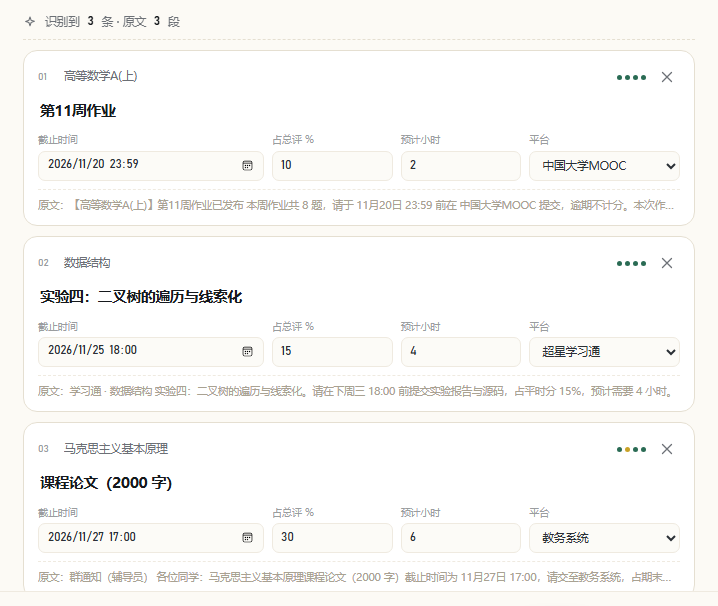 识别到 3 条 · 原文 3 段
01 高等数学A(上)
第11周作业
截止时间 占总评 % 预计小时 平台
2026/11/20 23:59 10 2 中国大学MOOC
原文：【高等数学A(上)】第11周作业已发布 本周作业共 8 题，请于 11月20日 23:59 前在 中国大学MOOC 提交，逾期不计分。本次作...
02 数据结构
实验四：二叉树的遍历与线索化
截止时间 占总评 % 预计小时 平台
2026/11/25 18:00 15 4 超星学习通
原文：学习通 · 数据结构 实验四：二叉树的遍历与线索化。请在下周三 18:00 前提交实验报告与源码，占平时分 15%，预计需要 4 小时。
03 马克思主义基本原理
课程论文（2000 字）
截止时间 占总评 % 预计小时 平台
2026/11/27 17:00 30 6 教务系统
原文：群通知（辅导员） 各位同学：马克思主义基本原理课程论文（2000 字）截止时间为 11月27日 17:00，请交至教务系统，占期末...